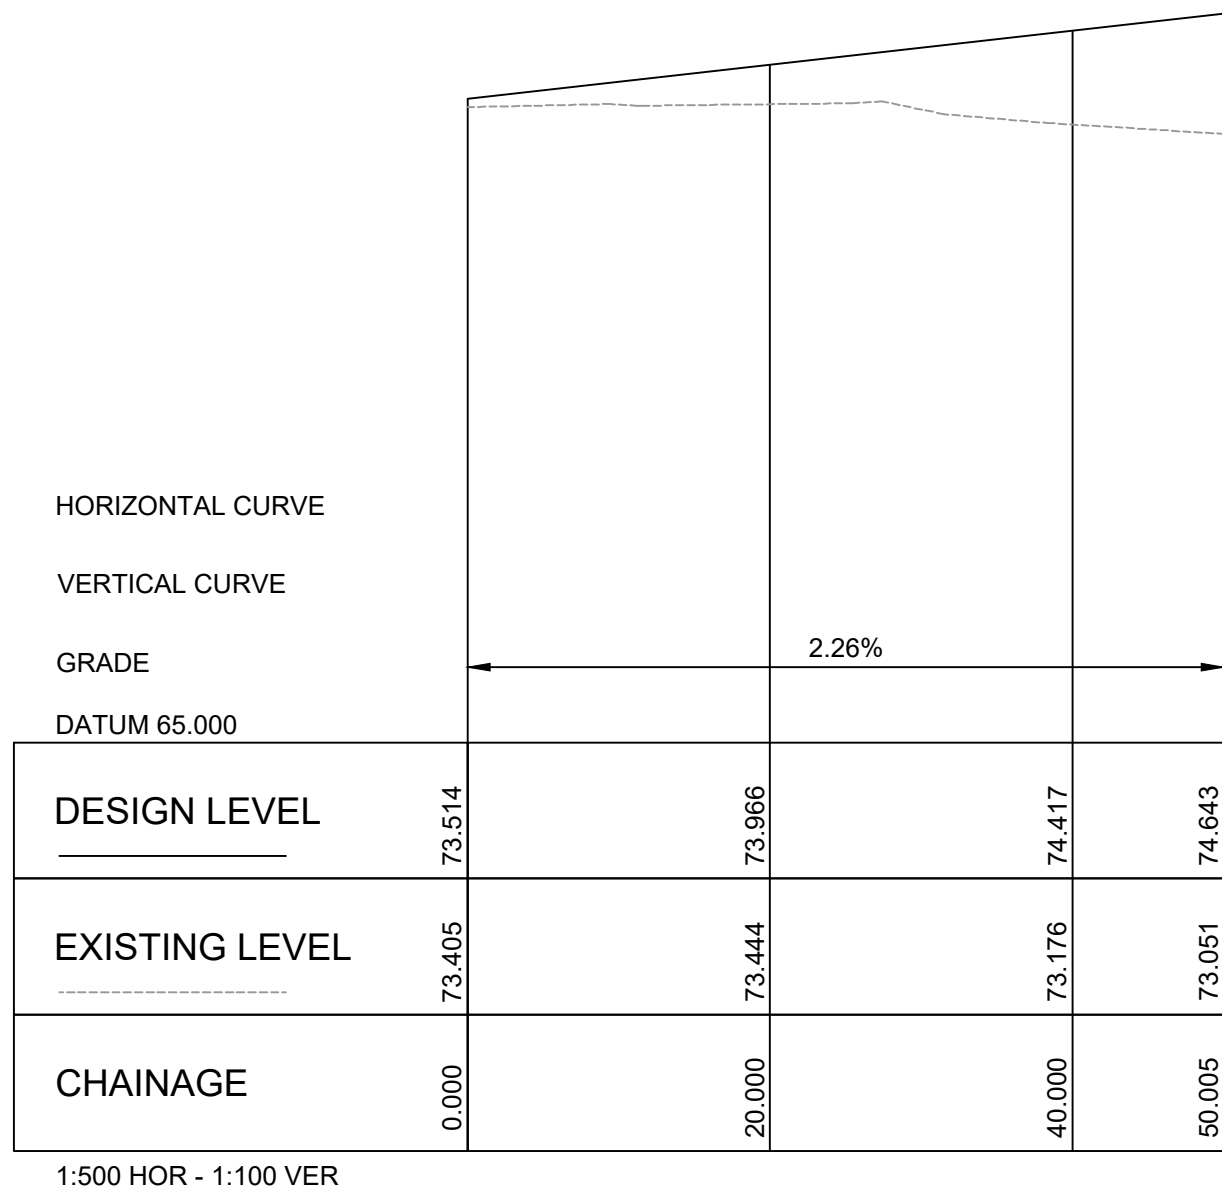 HORIZONTAL CURVE
VERTICAL CURVE
2.26%
GRADE
DATUM 65.000
DESIGN LEVEL 73.514 73.966 74.417 74.643
EXISTING LEVEL 73.405 73.444 73.176 73.051
CHAINAGE 0.000 20.000 40.000 50.005
1:500 HOR - 1:100 VER